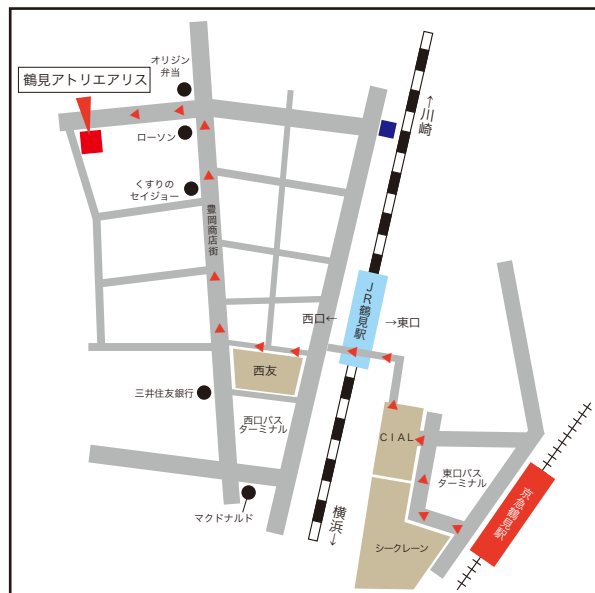 オリジン
弁当
鶴見アトリエアリス
ローソン
←川崎
くすりの
セイジョー
豊岡商店街
JR鶴見駅
西口←
→東口
西友
三井住友銀行
西口バス
ターミナル
CIAL
東口バス
ターミナル
京急鶴見駅
マクドナルド
横浜→
シークレーン